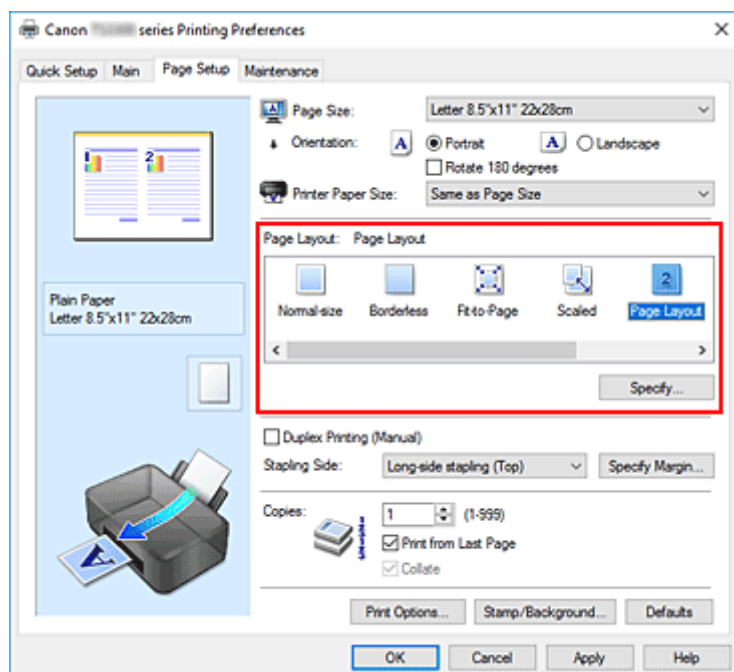 Canon series Printing Preferences
Quick Setup Main Page Setup Maintenance
1 2
Plain Paper
Letter 8.5"x11" 22x28cm
A
Page Size: Letter 8.5"x11" 22x28cm
Orientation: A Portrait A Landscape
Rotate 180 degrees
Printer Paper Size: Same as Page Size
Page Layout: Page Layout
2
Normal-size Borderless Fit-to-Page Scaled Page Layout
Specify...
Duplex Printing (Manual)
Stapling Side: Long-side stapling (Top) Specify Margin...
Copies: 1 (1-999)
Print from Last Page
Collate
Print Options... Stamp/Background... Defaults
OK Cancel Apply Help